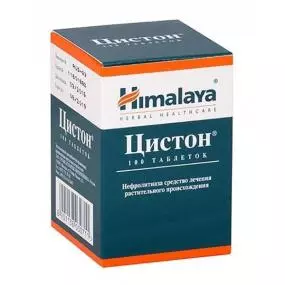 Himalaya®
HERBAL HEALTHCARE
Цистон®
100 ТАБЛЕТОК
Нефролитиаза средство лечения
растительного происхождения